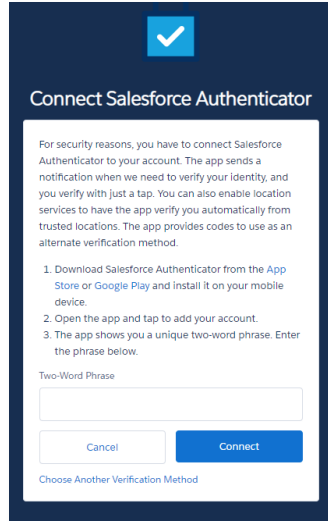 Connect Salesforce Authenticator
For security reasons, you have to connect Salesforce
Authenticator to your account. The app sends a
notification when we need to verify your identity, and
you verify with just a tap. You can also enable location
services to have the app verify you automatically from
trusted locations. The app provides codes to use as an
alternate verification method.
1. Download Salesforce Authenticator from the App
Store or Google Play and install it on your mobile
device.
2. Open the app and tap to add your account.
3. The app shows you a unique two-word phrase. Enter
the phrase below.
Two-Word Phrase
Cancel
Connect
Choose Another Verification Method